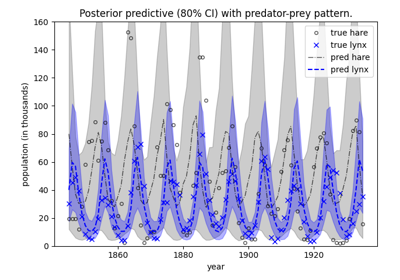 Posterior predictive (80% CI) with predator-prey pattern.
160
140
120
100
80
60
40
20
0
population (in thousands)
true hare
true lynx
pred hare
pred lynx
1860 1880 1900 1920
year